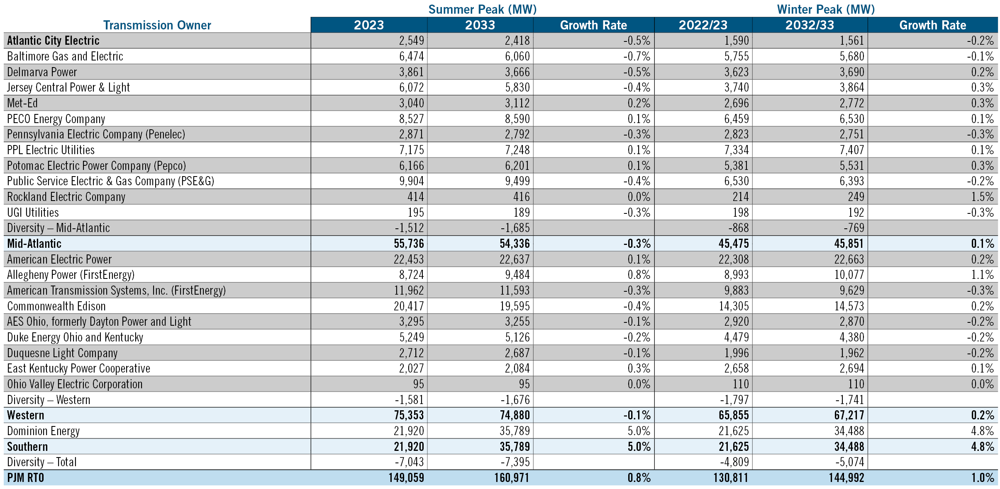 Summer Peak (MW) Winter Peak (MW)
Transmission Owner 2023 2033 Growth Rate 2022/23 2032/33 Growth Rate
Atlantic City Electric 2,549 2,418 -0.5% 1,590 1,561 -0.2%
Baltimore Gas and Electric 6,474 6,060 -0.7% 5,755 5,680 -0.1%
Delmarva Power 3,861 3,666 -0.5% 3,623 3,690 0.2%
Jersey Central Power & Light 6,072 5,830 -0.4% 3,740 3,864 0.3%
Met-Ed 3,040 3,112 0.2% 2,696 2,772 0.3%
PECO Energy Company 8,527 8,590 0.1% 6,459 6,530 0.1%
Pennsylvania Electric Company (Penelec) 2,871 2,792 -0.3% 2,823 2,751 -0.3%
PPL Electric Utilities 7,175 7,248 0.1% 7,334 7,407 0.1%
Potomac Electric Power Company (Pepco) 6,166 6,201 0.1% 5,381 5,531 0.3%
Public Service Electric & Gas Company (PSE&G) 9,904 9,499 -0.4% 6,530 6,393 -0.2%
Rockland Electric Company 414 416 0.0% 214 249 1.5%
UGI Utilities 195 189 -0.3% 198 192 -0.3%
Diversity – Mid-Atlantic -1,512 -1,685 -868 -769
Mid-Atlantic 55,736 54,336 -0.3% 45,475 45,851 0.1%
American Electric Power 22,453 22,637 0.1% 22,308 22,663 0.2%
Allegheny Power (FirstEnergy) 8,724 9,484 0.8% 8,993 10,077 1.1%
American Transmission Systems, Inc. (FirstEnergy) 11,962 11,593 -0.3% 9,883 9,629 -0.3%
Commonwealth Edison 20,417 19,595 -0.4% 14,305 14,573 0.2%
AES Ohio, formerly Dayton Power and Light 3,295 3,255 -0.1% 2,920 2,870 -0.2%
Duke Energy Ohio and Kentucky 5,249 5,126 -0.2% 4,479 4,380 -0.2%
Duquesne Light Company 2,712 2,687 -0.1% 1,996 1,962 -0.2%
East Kentucky Power Cooperative 2,027 2,084 0.3% 2,658 2,694 0.1%
Ohio Valley Electric Corporation 95 95 0.0% 110 110 0.0%
Diversity – Western -1,581 -1,676 -1,797 -1,741
Western 75,353 74,880 -0.1% 65,855 67,217 0.2%
Dominion Energy 21,920 35,789 5.0% 21,625 34,488 4.8%
Southern 21,920 35,789 5.0% 21,625 34,488 4.8%
Diversity – Total -7,043 -7,395 -4,809 -5,074
PJM RTO 149,059 160,971 0.8% 130,811 144,992 1.0%